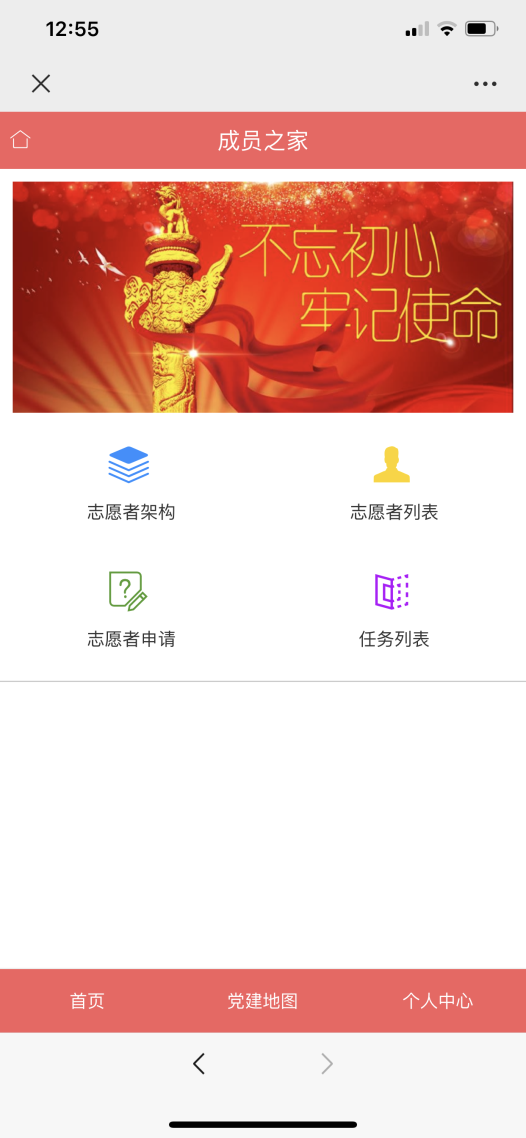 12:55
成员之家
不忘初心
牢记使命
志愿者架构
志愿者列表
志愿者申请
任务列表
首页
党建地图
个人中心